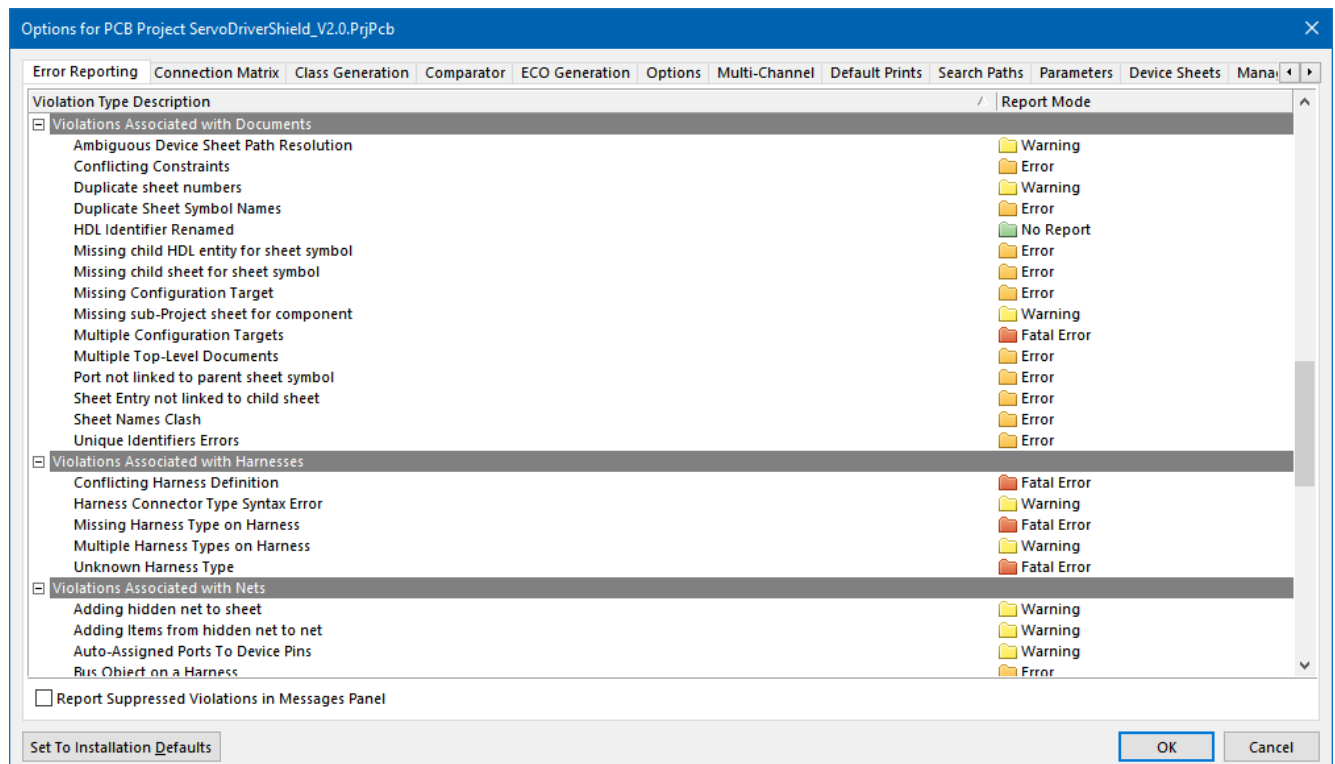 Options for PCB Project ServoDriverShield_V2.0.PrjPcb
Error Reporting Connection Matrix Class Generation Comparator ECO Generation Options Multi-Channel Default Prints Search Paths Parameters Device Sheets
Violation Type Description Report Mode
Violations Associated with Documents
Ambiguous Device Sheet Path Resolution Warning
Conflicting Constraints Error
Duplicate sheet numbers Warning
Duplicate Sheet Symbol Names Error
HDL Identifier Renamed No Report
Missing child HDL entity for sheet symbol Error
Missing child sheet for sheet symbol Error
Missing Configuration Target Error
Missing sub-Project sheet for component Warning
Multiple Configuration Targets Fatal Error
Multiple Top-Level Documents Error
Port not linked to parent sheet symbol Error
Sheet Entry not linked to child sheet Error
Sheet Names Clash Error
Unique Identifiers Errors Error
Violations Associated with Harnesses
Conflicting Harness Definition Fatal Error
Harness Connector Type Syntax Error Warning
Missing Harness Type on Harness Fatal Error
Multiple Harness Types on Harness Warning
Unknown Harness Type Fatal Error
Violations Associated with Nets
Adding hidden net to sheet Warning
Adding Items from hidden net to net Warning
Auto-Assigned Ports To Device Pins Warning
Bus Object on a Harness Error
Report Suppressed Violations in Messages Panel
Set To Installation Defaults OK Cancel